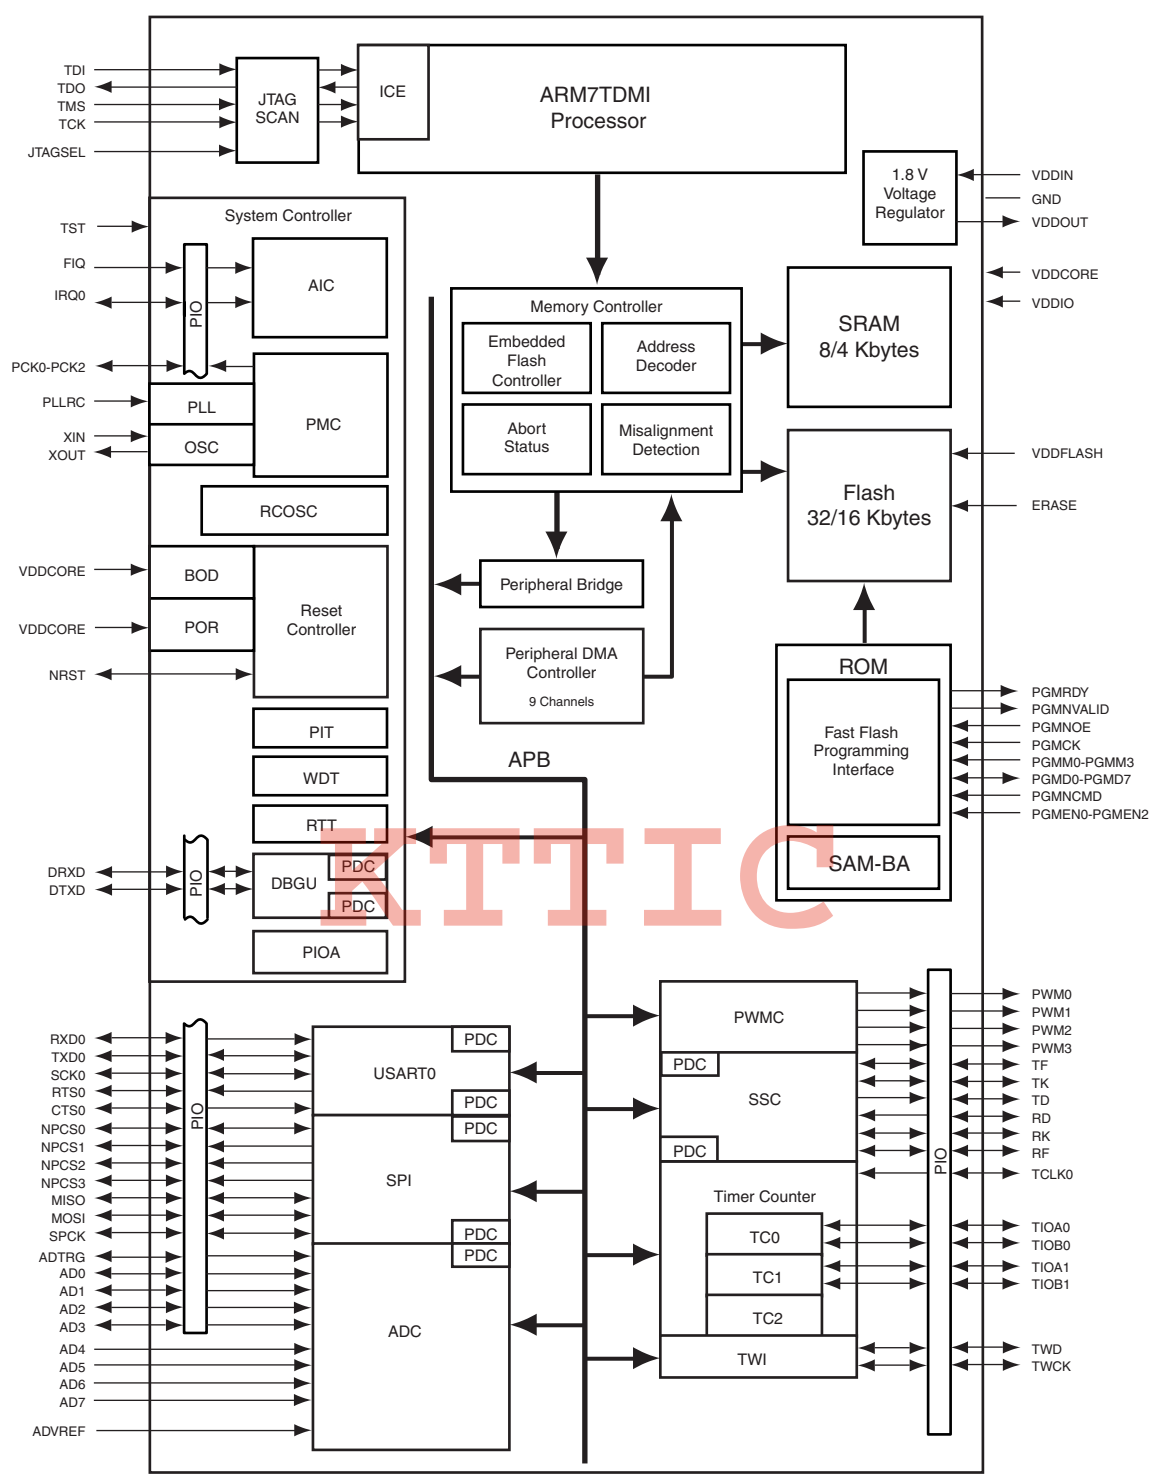 TDI
TDO
TMS
TCK
JTAGSEL
JTAG
SCAN
ICE
ARM7TDMI
Processor
1.8 V
Voltage
Regulator
VDDIN
GND
VDDOUT
VDDCORE
VDDIO
System Controller
TST
FIQ
IRQ0
PIO
AIC
PCK0-PCK2
PLLRC
PLL
PMC
XIN
XOUT
OSC
RCOSC
VDDCORE
BOD
VDDCORE
POR
NRST
Reset
Controller
PIT
WDT
RTT
DRXD
DTXD
PIO
DBGU
PDC
PDC
PIOA
Memory Controller
Embedded
Flash
Controller
Address
Decoder
Abort
Status
Misalignment
Detection
SRAM
8/4 Kbytes
Flash
32/16 Kbytes
VDDFLASH
ERASE
Peripheral Bridge
Peripheral DMA
Controller
9 Channels
APB
ROM
Fast Flash
Programming
Interface
SAM-BA
PGMRDY
PGMNVALID
PGMNOE
PGMCK
PGMM0-PGMM3
PGMD0-PGMD7
PGMNCMD
PGMEN0-PGMEN2
KTTIC
RXD0
TXD0
SCK0
RTS0
CTS0
NPCS0
NPCS1
NPCS2
NPCS3
MISO
MOSI
SPCK
ADTRG
AD0
AD1
AD2
AD3
AD4
AD5
AD6
AD7
ADVREF
PIO
PDC
USART0
PDC
PDC
SPI
PDC
PDC
ADC
PWMC
PDC
SSC
PDC
Timer Counter
TC0
TC1
TC2
TWI
PIO
PWM0
PWM1
PWM2
PWM3
TF
TK
TD
RD
RK
RF
TCLK0
TIOA0
TIOB0
TIOA1
TIOB1
TWD
TWCK